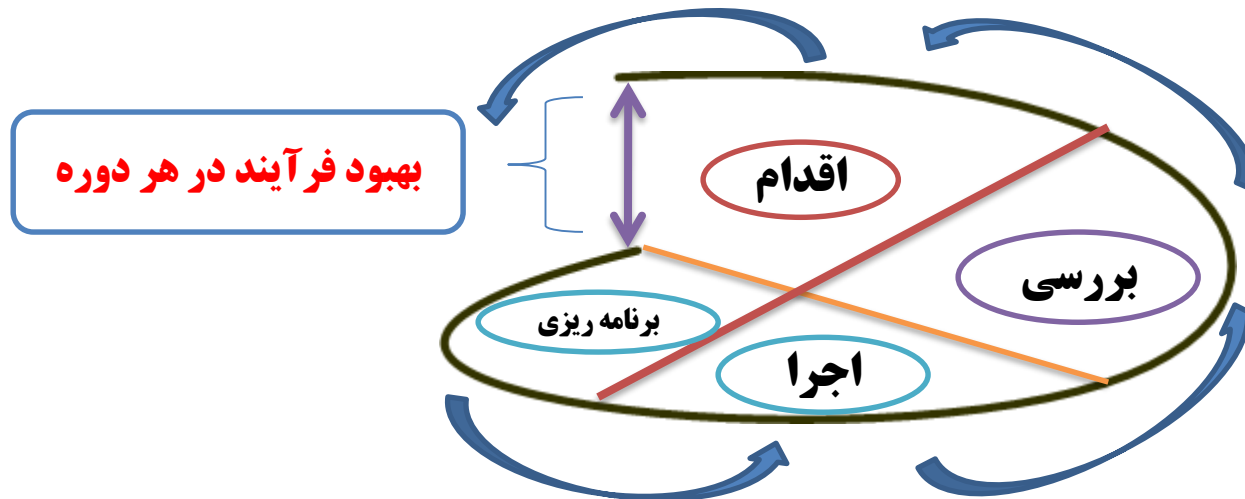 اقدام
بهبود فرآیند در هر دوره
بررسی
برنامه ریزی
اجرا